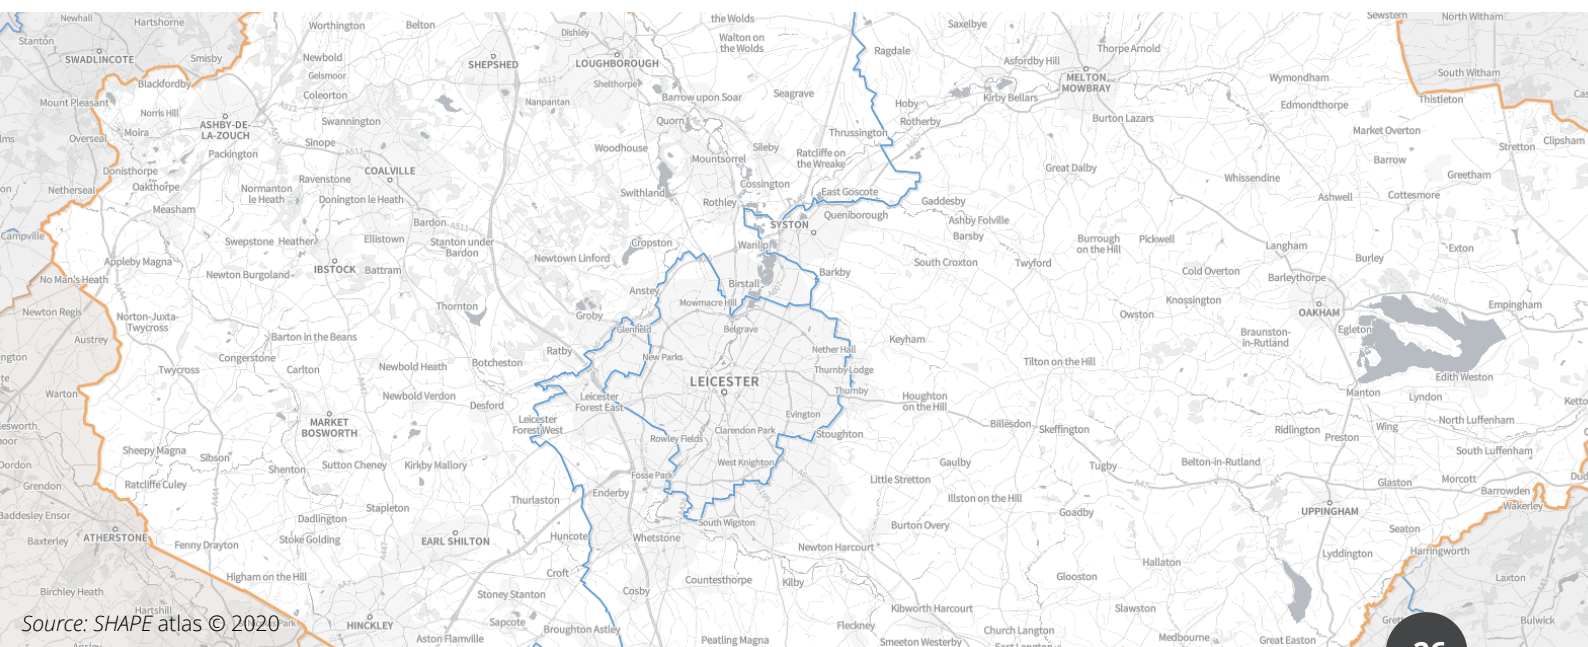 Newhall
Hartshorne
Worthington
Belton
Dishley
the Wolds
Saxelbye
Sewstern
North Witham
Stanton
Walton on
the Wolds
Ragdale
Thorpe Arnold
SWADLINCOTE
Smisby
Newbold
SHEPSHED
LOUGHBOROUGH
Asfordby Hill
South Witham
Blackfordby
Gelsmoor
A512
Shelthorpe
MELTON
MOWBRAY
Wymondham
Mount Pleasant
Coleorton
Nanpantan
Barrow upon Soar
Seagrave
Kirby Bellars
Thistleton
Norris Hill
A512
Swannington
Quorn
Hoby
Edmondthorpe
ASHBY-DE-
LA-ZOUCH
Rotherby
Burton Lazars
Moira
Sinope
Thrussington
Market Overton
Overseal
Packington
A511
Woodhouse
Sileby
Ratcliffe on
the Wreake
Stretton
Clipsham
Donisthorpe
COALVILLE
Mountsorrel
Great Dalby
Barrow
Oakthorpe
Ravenstone
Whissendine
Greetham
Netherseal
Normanton
le Heath
Donington le Heath
Swithland
Cossington
East Goscote
Ashwell
Cottesmore
Measham
Rothley
Gaddesby
Bardon
A511
SYSTON
Queniborough
Ashby Folville
Campville
Swepstone
Heather
Ellistown
Stanton under
Bardon
Cropston
Wanlip
Barsby
Burrough
on the Hill
Pickwell
Langham
Exton
Appleby Magna
Newtown Linford
South Croxton
Twyford
Burley
No Man's Heath
Newton Burgoland
IBSTOCK
Battram
Barkby
Cold Overton
Barleythorpe
Anstey
Birstall
A607
Newton Regis
Thornton
Mowmacre Hill
Knossington
A606
Empingham
Norton-Juxta-
Twycross
Groby
Owston
OAKHAM
Glenfield
Belgrave
Egleton
Austrey
Barton in the Beans
Keyham
Braunston-
in-Rutland
Ratby
Nether Hall
Congerstone
New Parks
Tilton on the Hill
Twycross
Carlton
Newbold Heath
Botcheston
Thurnby Lodge
LEICESTER
Edith Weston
Warton
A447
Newbold Verdon
Leicester
Forest East
Thurnby
Houghton
on the Hill
Manton
Lyndon
Ketto
Desford
MARKET
BOSWORTH
Leicester
Forest West
Evington
Billesdon
Skeffington
North Luffenham
Wing
Clarendon Park
Stoughton
Ridlington
Preston
Rowley Fields
Sheepy Magna
Sibson
South Luffenham
Shenton
Sutton Cheney
Kirkby Mallory
West Knighton
Gaulby
Tugby
Belton-in-Rutland
Fosse Park
Little Stretton
A47
Glaston
Morcott
Grendon
Ratcliffe Culey
Enderby
Illston on the Hill
Barrowden
A444
Thurlaston
Goadby
UPPINGHAM
Wakerley
Baddesley Ensor
Dadlington
Stapleton
South Wigston
Burton Overy
Seaton
ATHERSTONE
Stoke Golding
EARL SHILTON
Huncote
Whetstone
Baxterley
Fenny Drayton
Newton Harcourt
Lyddington
Harringworth
Hallaton
Higham on the Hill
Croft
Countesthorpe
Kilby
Glooston
Laxton
Birchley Heath
Stoney Stanton
Cosby
Hartshill
Kibworth Harcourt
Slawston
Source: SHAPE atlas © 2020
HINCKLEY
Sapcote
Broughton Astley
Fleckney
Church Langton
Bulwick
Aston Flamville
Peatling Magna
Smeeton Westerby
Medbourne
Great Easton